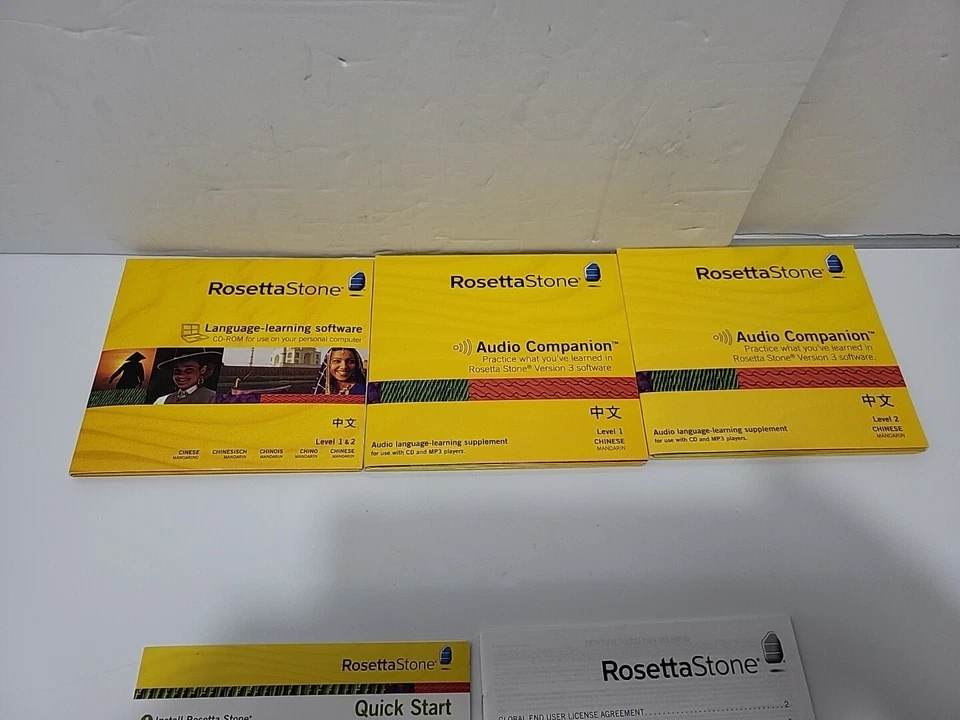 RosettaStone®
Language-learning software
CD-ROM for use on your personal computer
中文
Level 1 & 2
CINESE CHINESISCH CHINOIS CHINO CHINESE
MANDARINO MANDARIN MANDARIN MANDARÍN MANDARIN
RosettaStone®
Audio Companion™
Practice what you've learned in
Rosetta Stone® Version 3 software.
中文
Level 1
Audio language-learning supplement
for use with CD and MP3 players.
CHINESE
MANDARIN
RosettaStone®
Audio Companion™
Practice what you've learned in
Rosetta Stone® Version 3 software.
中文
Level 2
Audio language-learning supplement
for use with CD and MP3 players.
CHINESE
MANDARIN
RosettaStone®
Quick Start
Install Rosetta Stone®
RosettaStone®
GLOBAL END USER LICENSE AGREEMENT 2